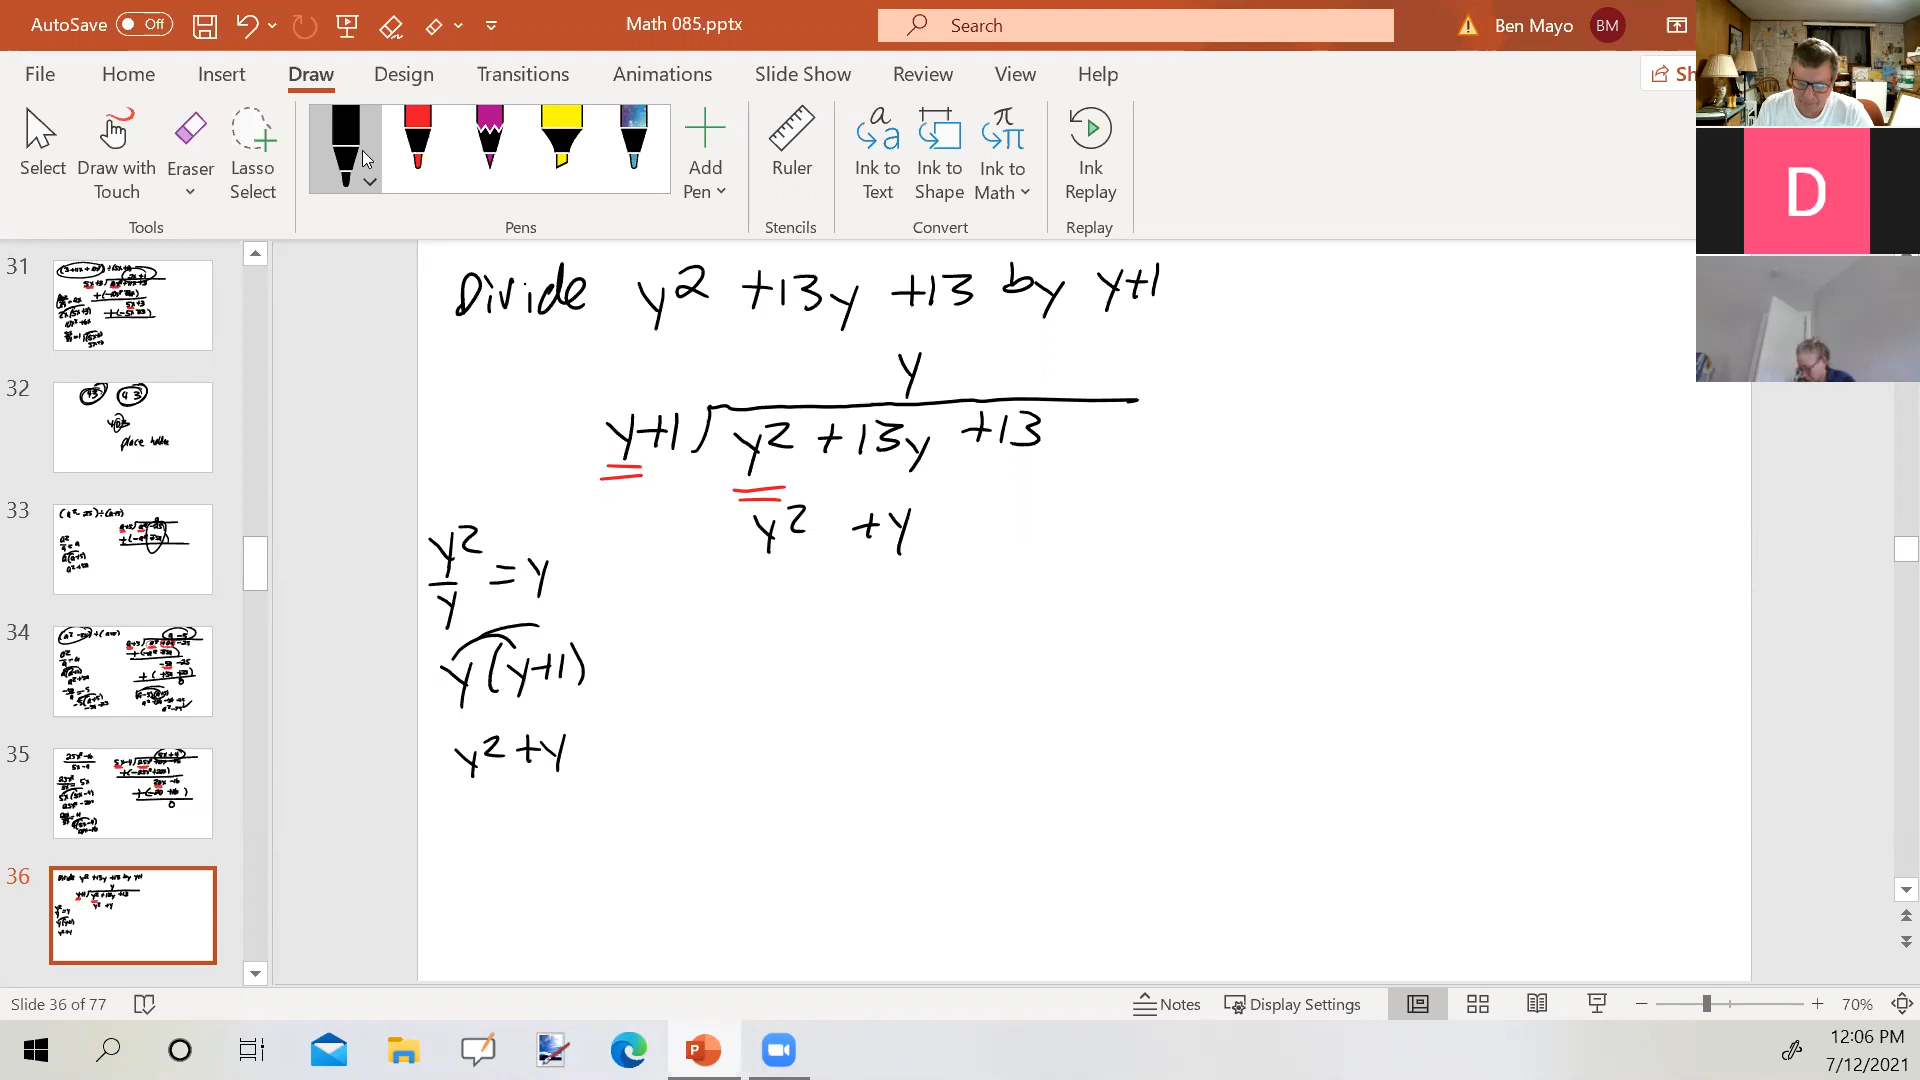 AutoSave Off Math 085.pptx Search Ben Mayo BM
File Home Insert Draw Design Transitions Animations Slide Show Review View Help Sh
Select Draw with Touch Eraser Lasso Select Add Pen Ruler Ink to Text Ink to Shape Ink to Math Ink Replay
Tools Pens Stencils Convert Replay
D
31
32
place
33
34
35
36
Divide y² +13y +13 by y+1
y
y+1 ) y² +13y +13
y² +y
y²/y = y
y(y+1)
y² +y
Slide 36 of 77 Notes Display Settings 70%
12:06 PM
7/12/2021